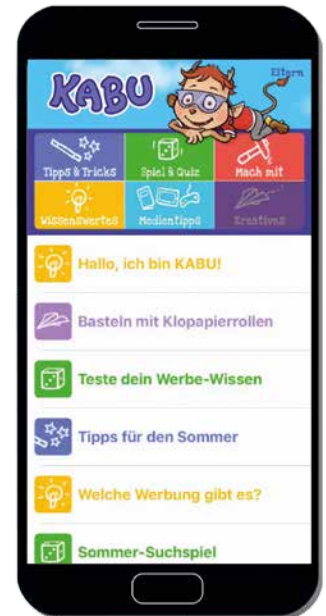 KABU
Eltern
Tipps & Tricks
Spiel & Quiz
Mach mit
Wissenswertes
Medientipps
Kreatives
Hallo, ich bin KABU!
Basteln mit Klopapierrollen
Teste dein Werbe-Wissen
Tipps für den Sommer
Welche Werbung gibt es?
Sommer-Suchspiel